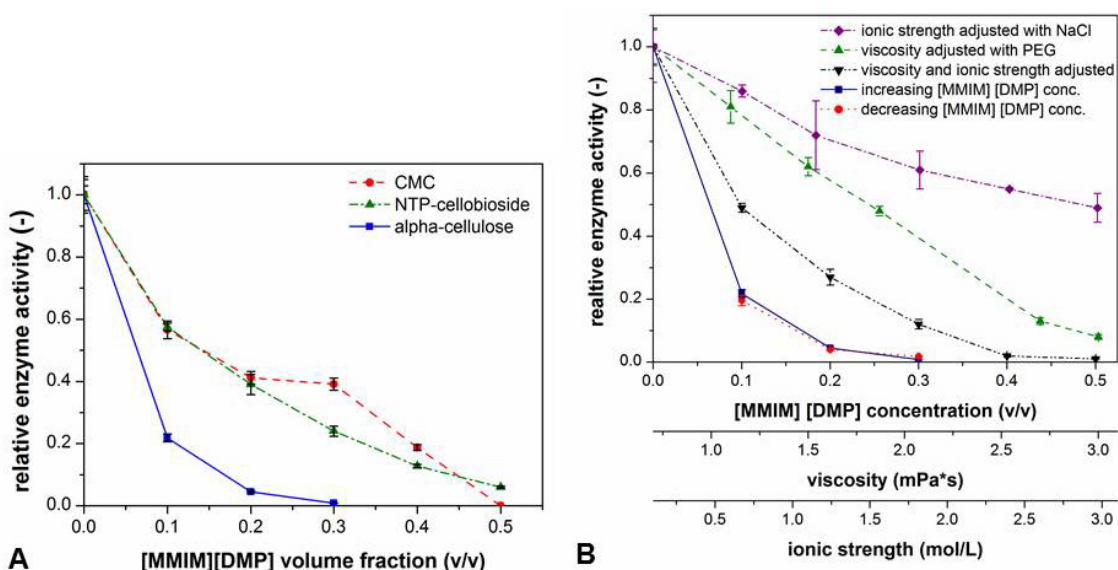 relative enzyme activity (-)
1.0
0.8
0.6
0.4
0.2
0.0
CMC
NTP-cellobioside
alpha-cellulose
0.0 0.1 0.2 0.3 0.4 0.5
[MMIM][DMP] volume fraction (v/v)
A
realtive enzyme activity (-)
1.0
0.8
0.6
0.4
0.2
0.0
ionic strength adjusted with NaCl
viscosity adjusted with PEG
viscosity and ionic strength adjusted
increasing [MMIM] [DMP] conc.
decreasing [MMIM] [DMP] conc.
0.0 0.1 0.2 0.3 0.4 0.5
[MMIM] [DMP] concentration (v/v)
1.0 1.5 2.0 2.5 3.0
viscosity (mPa*s)
0.5 1.0 1.5 2.0 2.5 3.0
ionic strength (mol/L)
B